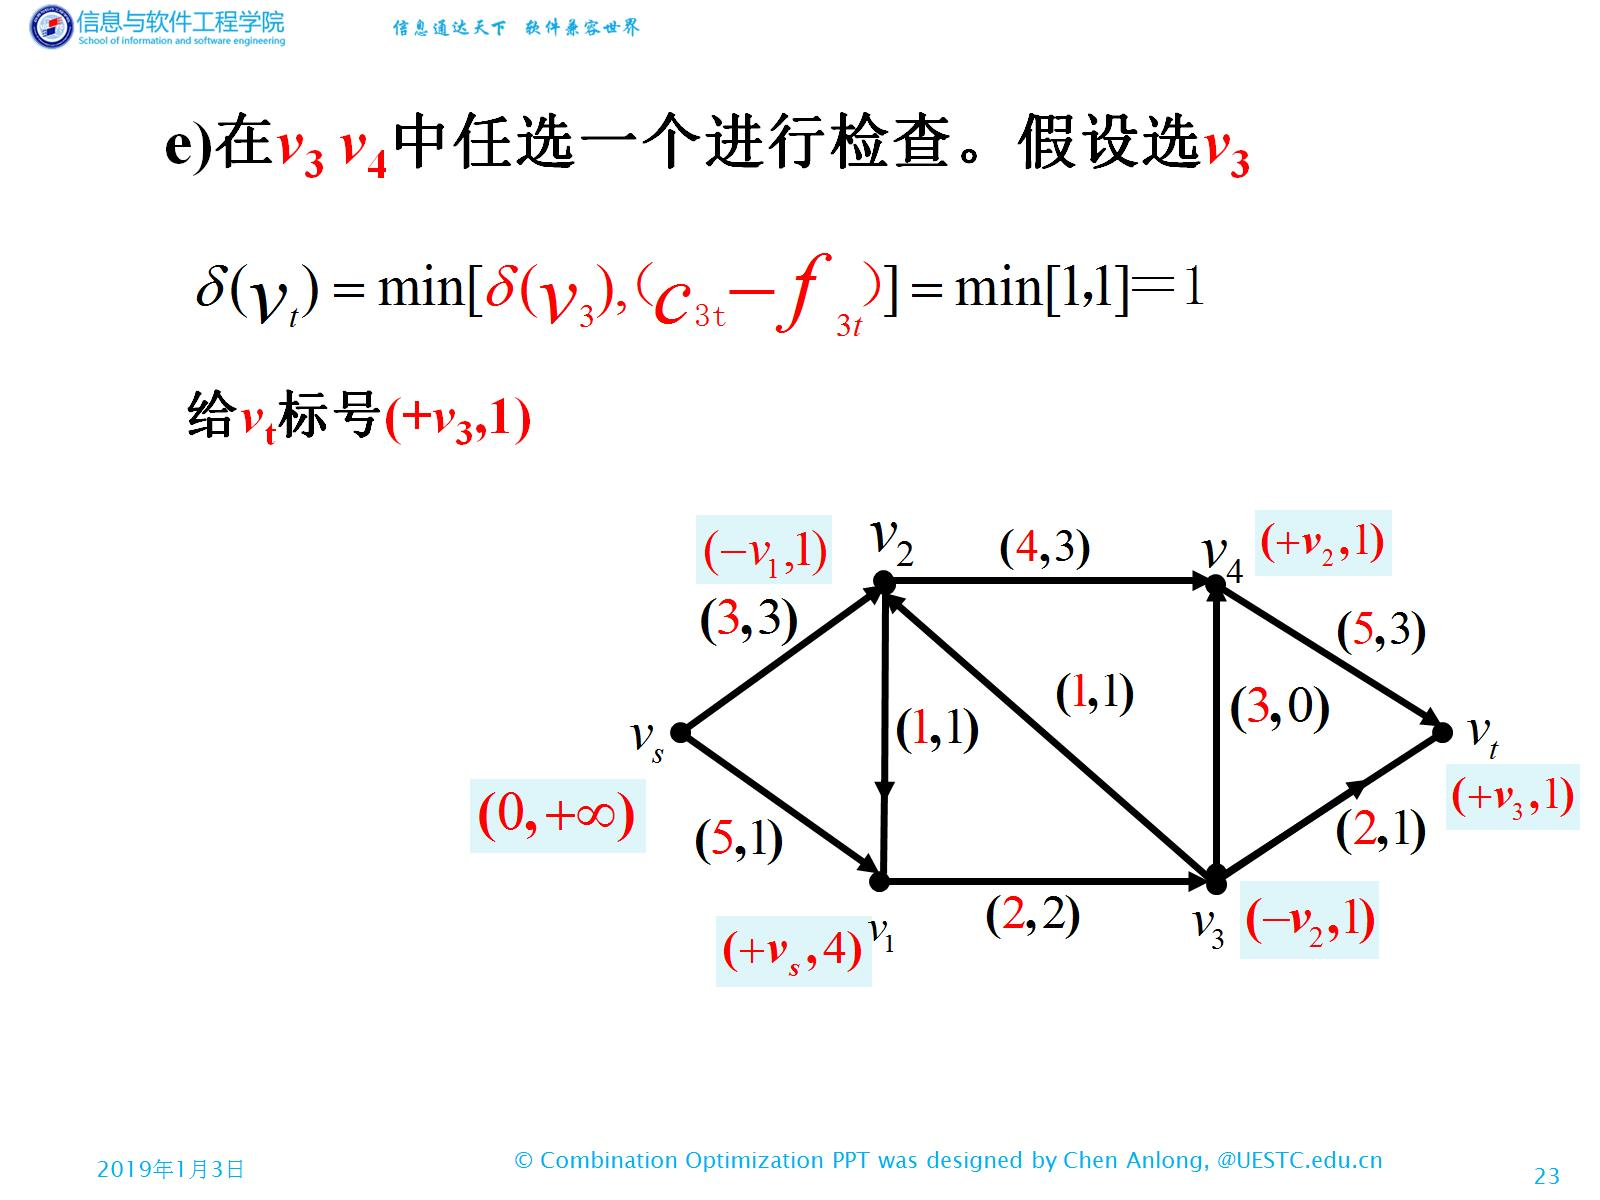 信息与软件工程学院
School of information and software engineering
信息通达天下 软件兼容世界
e)在v3 v4中任选一个进行检查。假设选v3
δ(vt) = min[δ(v3),(c3t−f3t)] = min[1,1]=1
给vt标号(+v3,1)
(−v1,1)
v2
(4,3)
v4
(+v2,1)
(3,3)
(5,3)
(1,1)
(1,1)
(3,0)
vs
vt
(0,+∞)
(+v3,1)
(5,1)
(2,1)
(2,2)
v1
v3
(−v2,1)
(+vs,4)
2019年1月3日
© Combination Optimization PPT was designed by Chen Anlong, @UESTC.edu.cn
23